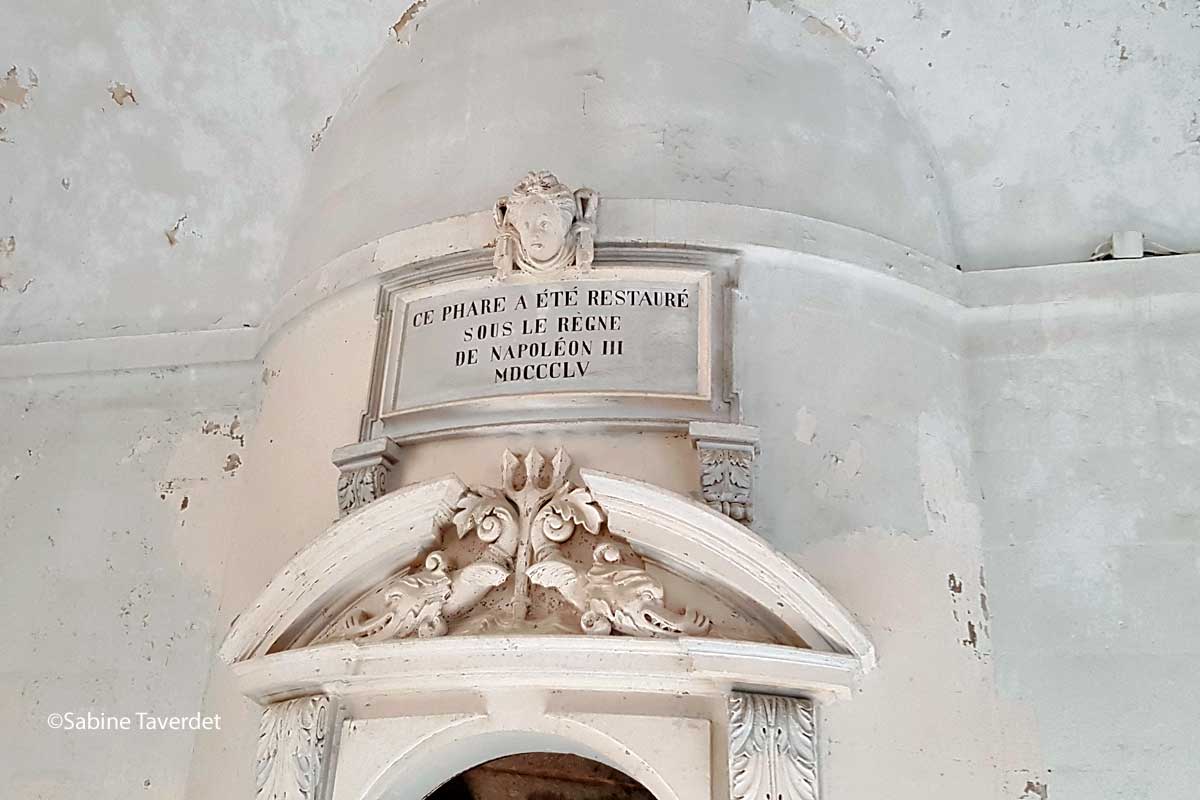 CE PHARE A ÉTÉ RESTAURÉ
SOUS LE RÈGNE
DE NAPOLÉON III
MDCCCLV
©Sabine Taverdet